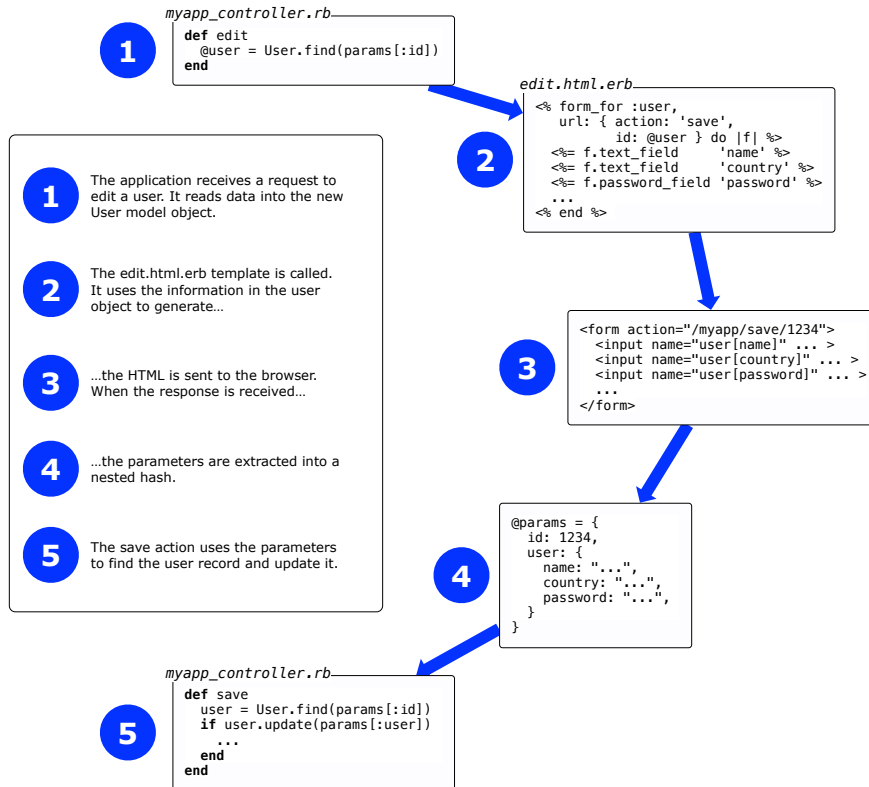 myapp_controller.rb
1
def edit
  @user = User.find(params[:id])
end
edit.html.erb
2
<% form_for :user,
   url: { action: 'save',
          id: @user } do |f| %>
  <%= f.text_field     'name' %>
  <%= f.text_field     'country' %>
  <%= f.password_field 'password' %>
  ...
<% end %>
1
The application receives a request to
edit a user. It reads data into the new
User model object.
2
The edit.html.erb template is called.
It uses the information in the user
object to generate…
3
…the HTML is sent to the browser.
When the response is received…
4
…the parameters are extracted into a
nested hash.
5
The save action uses the parameters
to find the user record and update it.
3
<form action="/myapp/save/1234">
  <input name="user[name]" ... >
  <input name="user[country]" ... >
  <input name="user[password]" ... >
  ...
</form>
4
@params = {
  id: 1234,
  user: {
    name: "...",
    country: "...",
    password: "...",
  }
}
myapp_controller.rb
5
def save
  user = User.find(params[:id])
  if user.update(params[:user])
    ...
  end
end